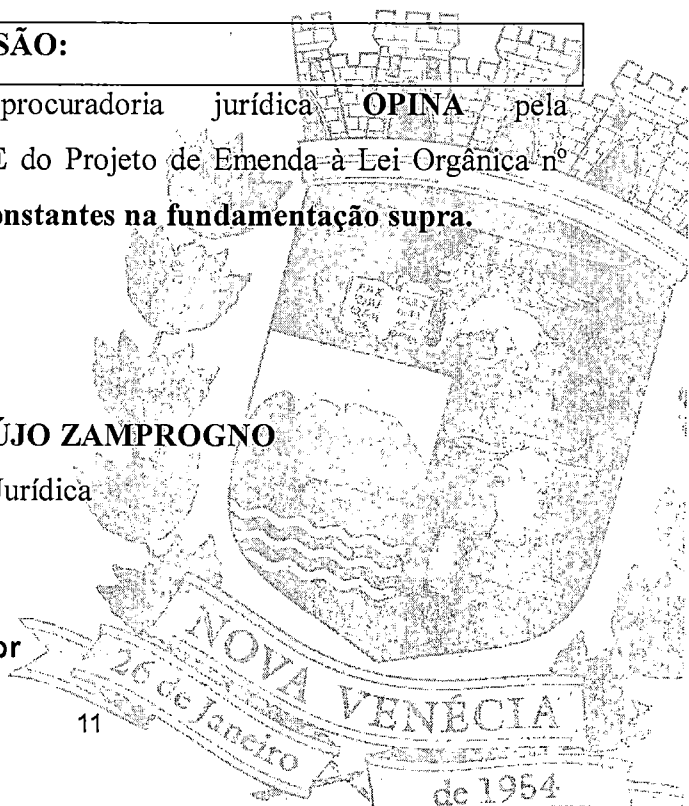 SÃO:
procuradoria jurídica OPINA pela
E do Projeto de Emenda à Lei Orgânica nº
onstantes na fundamentação supra.
ÚJO ZAMPROGNO
Jurídica
or
11
NOVA VENÉCIA
26 de Janeiro
de 1954